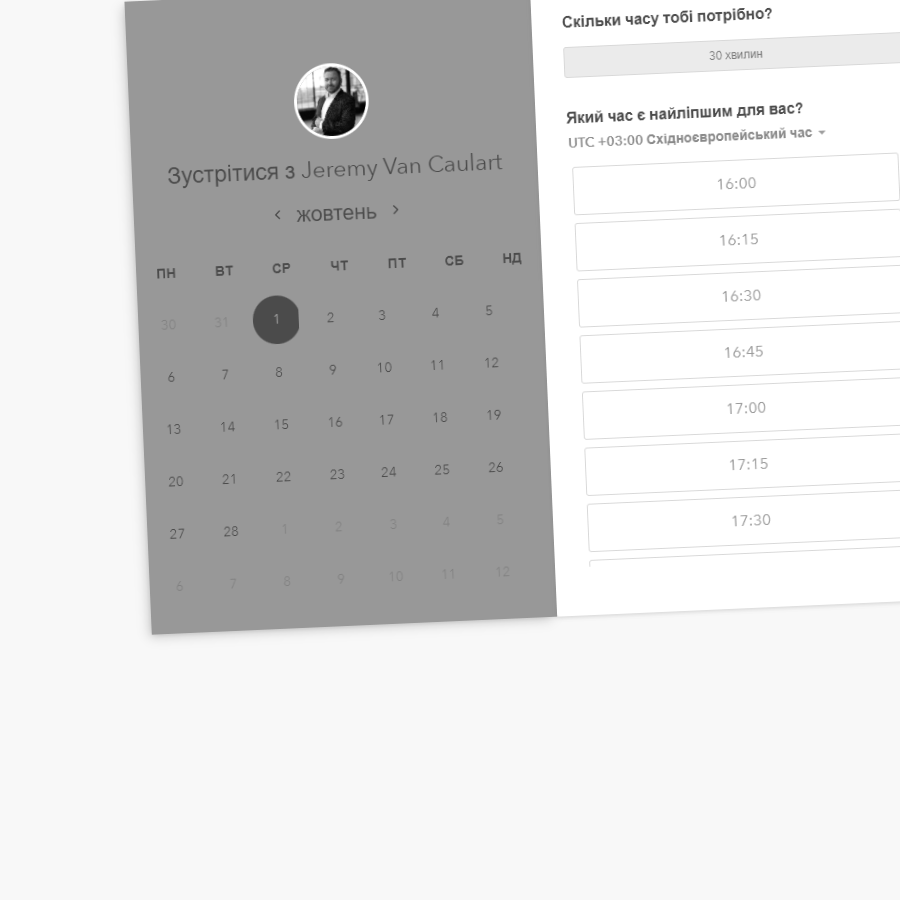 Зустрітися з Jeremy Van Caulart
< жовтень >
ПН ВТ СР ЧТ ПТ СБ НД
30 31 1 2 3 4 5
6 7 8 9 10 11 12
13 14 15 16 17 18 19
20 21 22 23 24 25 26
27 28 1 2 3 4 5
6 7 8 9 10 11 12
Скільки часу тобі потрібно?
30 хвилин
Який час є найліпшим для вас?
UTC +03:00 Східноєвропейський час
16:00
16:15
16:30
16:45
17:00
17:15
17:30